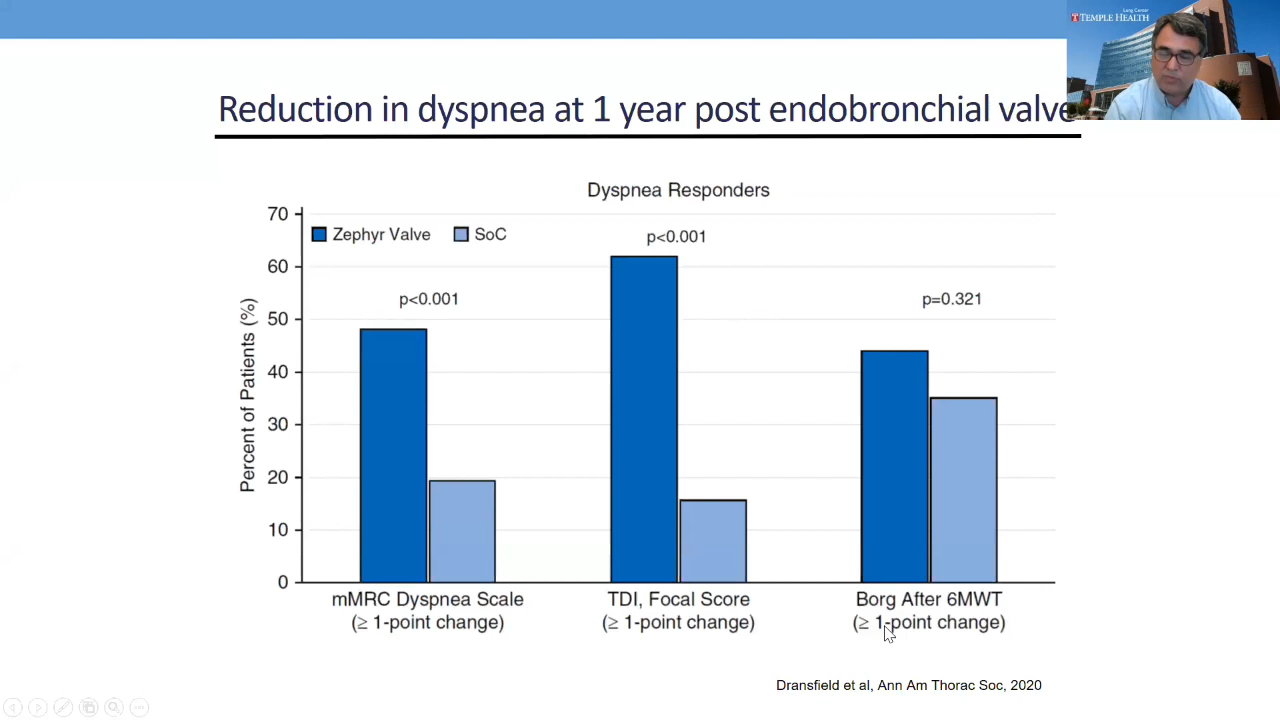 Lung Center
TEMPLE HEALTH
Reduction in dyspnea at 1 year post endobronchial valve
Dyspnea Responders
Zephyr Valve
SoC
p<0.001
p<0.001
p=0.321
Percent of Patients (%)
70
60
50
40
30
20
10
0
mMRC Dyspnea Scale
(≥ 1-point change)
TDI, Focal Score
(≥ 1-point change)
Borg After 6MWT
(≥ 1-point change)
Dransfield et al, Ann Am Thorac Soc, 2020